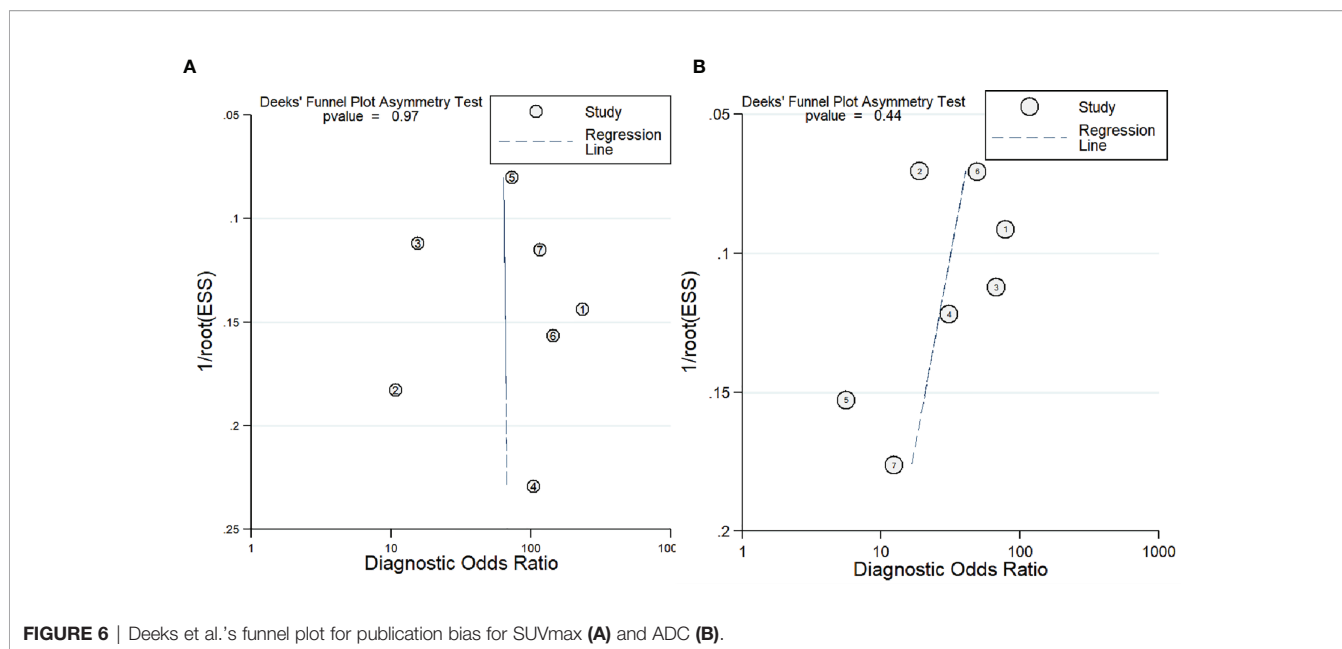 A
Deeks' Funnel Plot Asymmetry Test
pvalue = 0.97
Study
Regression
Line
.05
.1
.15
.2
.25
1/root(ESS)
5
3
7
1
6
2
4
1
10
100
100
Diagnostic Odds Ratio
B
Deeks' Funnel Plot Asymmetry Test
pvalue = 0.44
Study
Regression
Line
.05
.1
.15
.2
1/root(ESS)
2
6
1
3
4
5
7
1
10
100
1000
Diagnostic Odds Ratio
FIGURE 6 | Deeks et al.'s funnel plot for publication bias for SUVmax (A) and ADC (B).